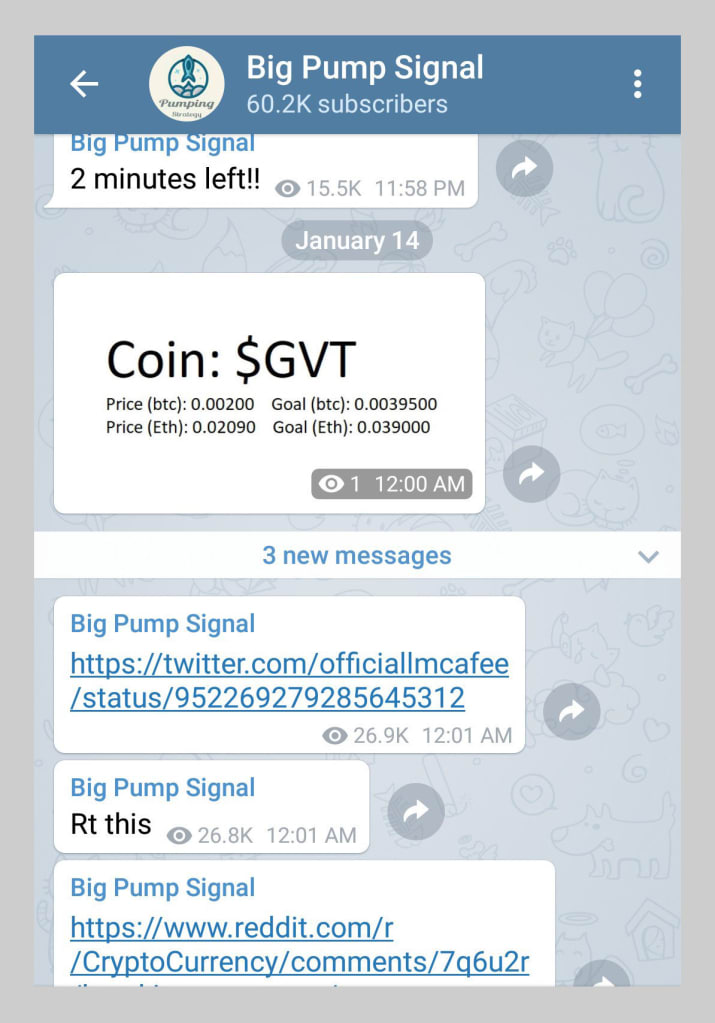 Big Pump Signal
60.2K subscribers
Pumping
Strategy
Big Pump Signal
2 minutes left!! 15.5K 11:58 PM
January 14
Coin: $GVT
Price (btc): 0.00200 Goal (btc): 0.0039500
Price (Eth): 0.02090 Goal (Eth): 0.039000
1 12:00 AM
3 new messages
Big Pump Signal
https://twitter.com/officiallmcafee
/status/952269279285645312
26.9K 12:01 AM
Big Pump Signal
Rt this 26.8K 12:01 AM
Big Pump Signal
https://www.reddit.com/r
/CryptoCurrency/comments/7q6u2r